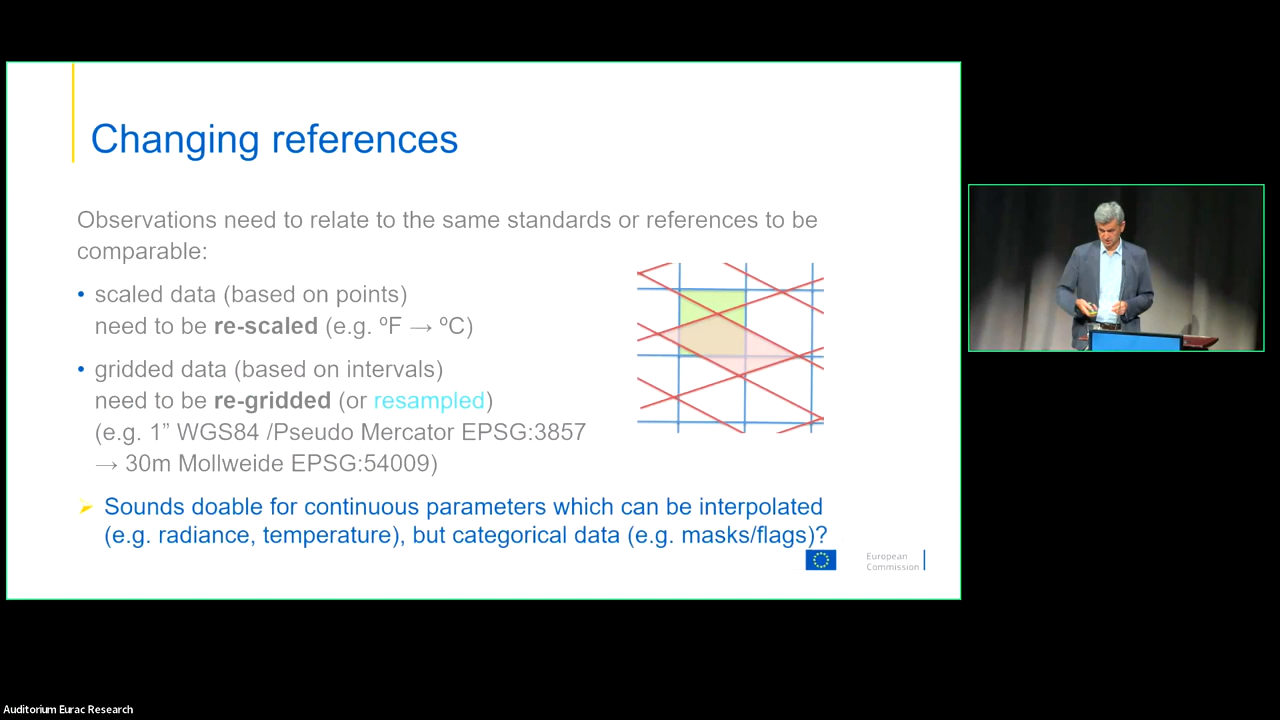 Changing references
Observations need to relate to the same standards or references to be
comparable:
• scaled data (based on points)
need to be re-scaled (e.g. ºF → ºC)
• gridded data (based on intervals)
need to be re-gridded (or resampled)
(e.g. 1” WGS84 /Pseudo Mercator EPSG:3857
→ 30m Mollweide EPSG:54009)
➢ Sounds doable for continuous parameters which can be interpolated
(e.g. radiance, temperature), but categorical data (e.g. masks/flags)?
European
Commission
Auditorium Eurac Research